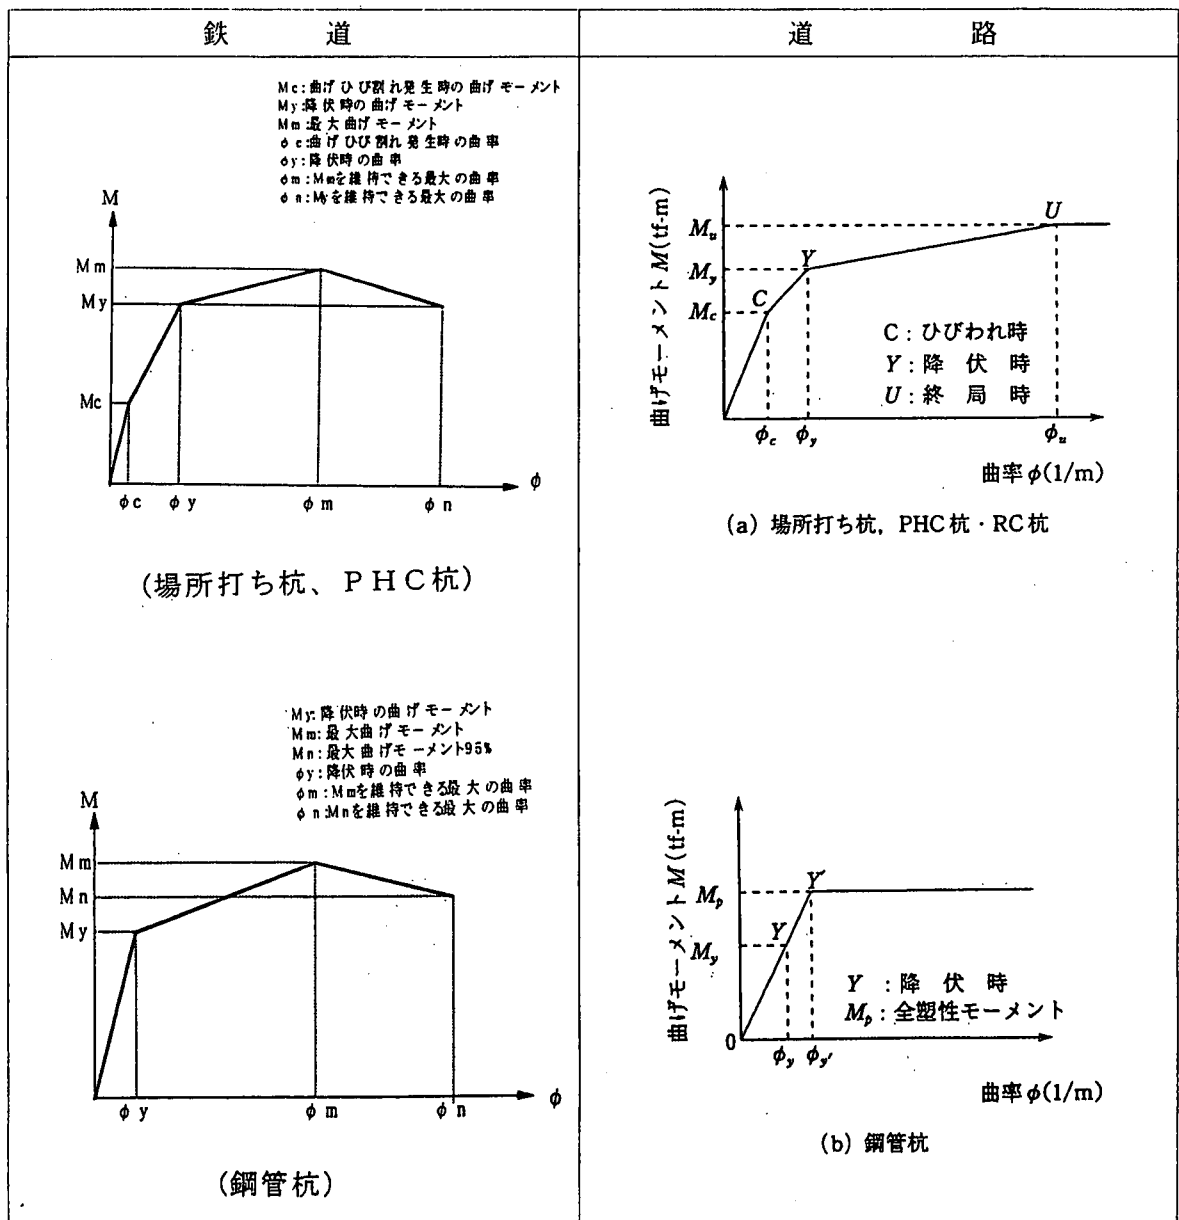 鉄 道
道 路
Mc:曲げひび割れ発生時の曲げモーメント
My:降伏時の曲げモーメント
Mm:最大曲げモーメント
φc:曲げひび割れ発生時の曲率
φy:降伏時の曲率
φm:Mmを維持できる最大の曲率
φn:Myを維持できる最大の曲率
M
Mm
My
Mc
φc φy φm φn φ
(場所打ち杭、PHC杭)
曲げモーメントM(tf-m)
Mu
My
Mc
C
Y
U
C:ひびわれ時
Y:降 伏 時
U:終 局 時
φc φy φu
曲率φ(1/m)
(a) 場所打ち杭, PHC杭・RC杭
My:降伏時の曲げモーメント
Mm:最大曲げモーメント
Mn:最大曲げモーメント95%
φy:降伏時の曲率
φm:Mmを維持できる最大の曲率
φn:Mnを維持できる最大の曲率
M
Mm
Mn
My
φy φm φn φ
(鋼管杭)
曲げモーメントM(tf-m)
Mp
My
Y'
Y
Y :降 伏 時
Mp:全塑性モーメント
0
φy φy'
曲率φ(1/m)
(b) 鋼管杭